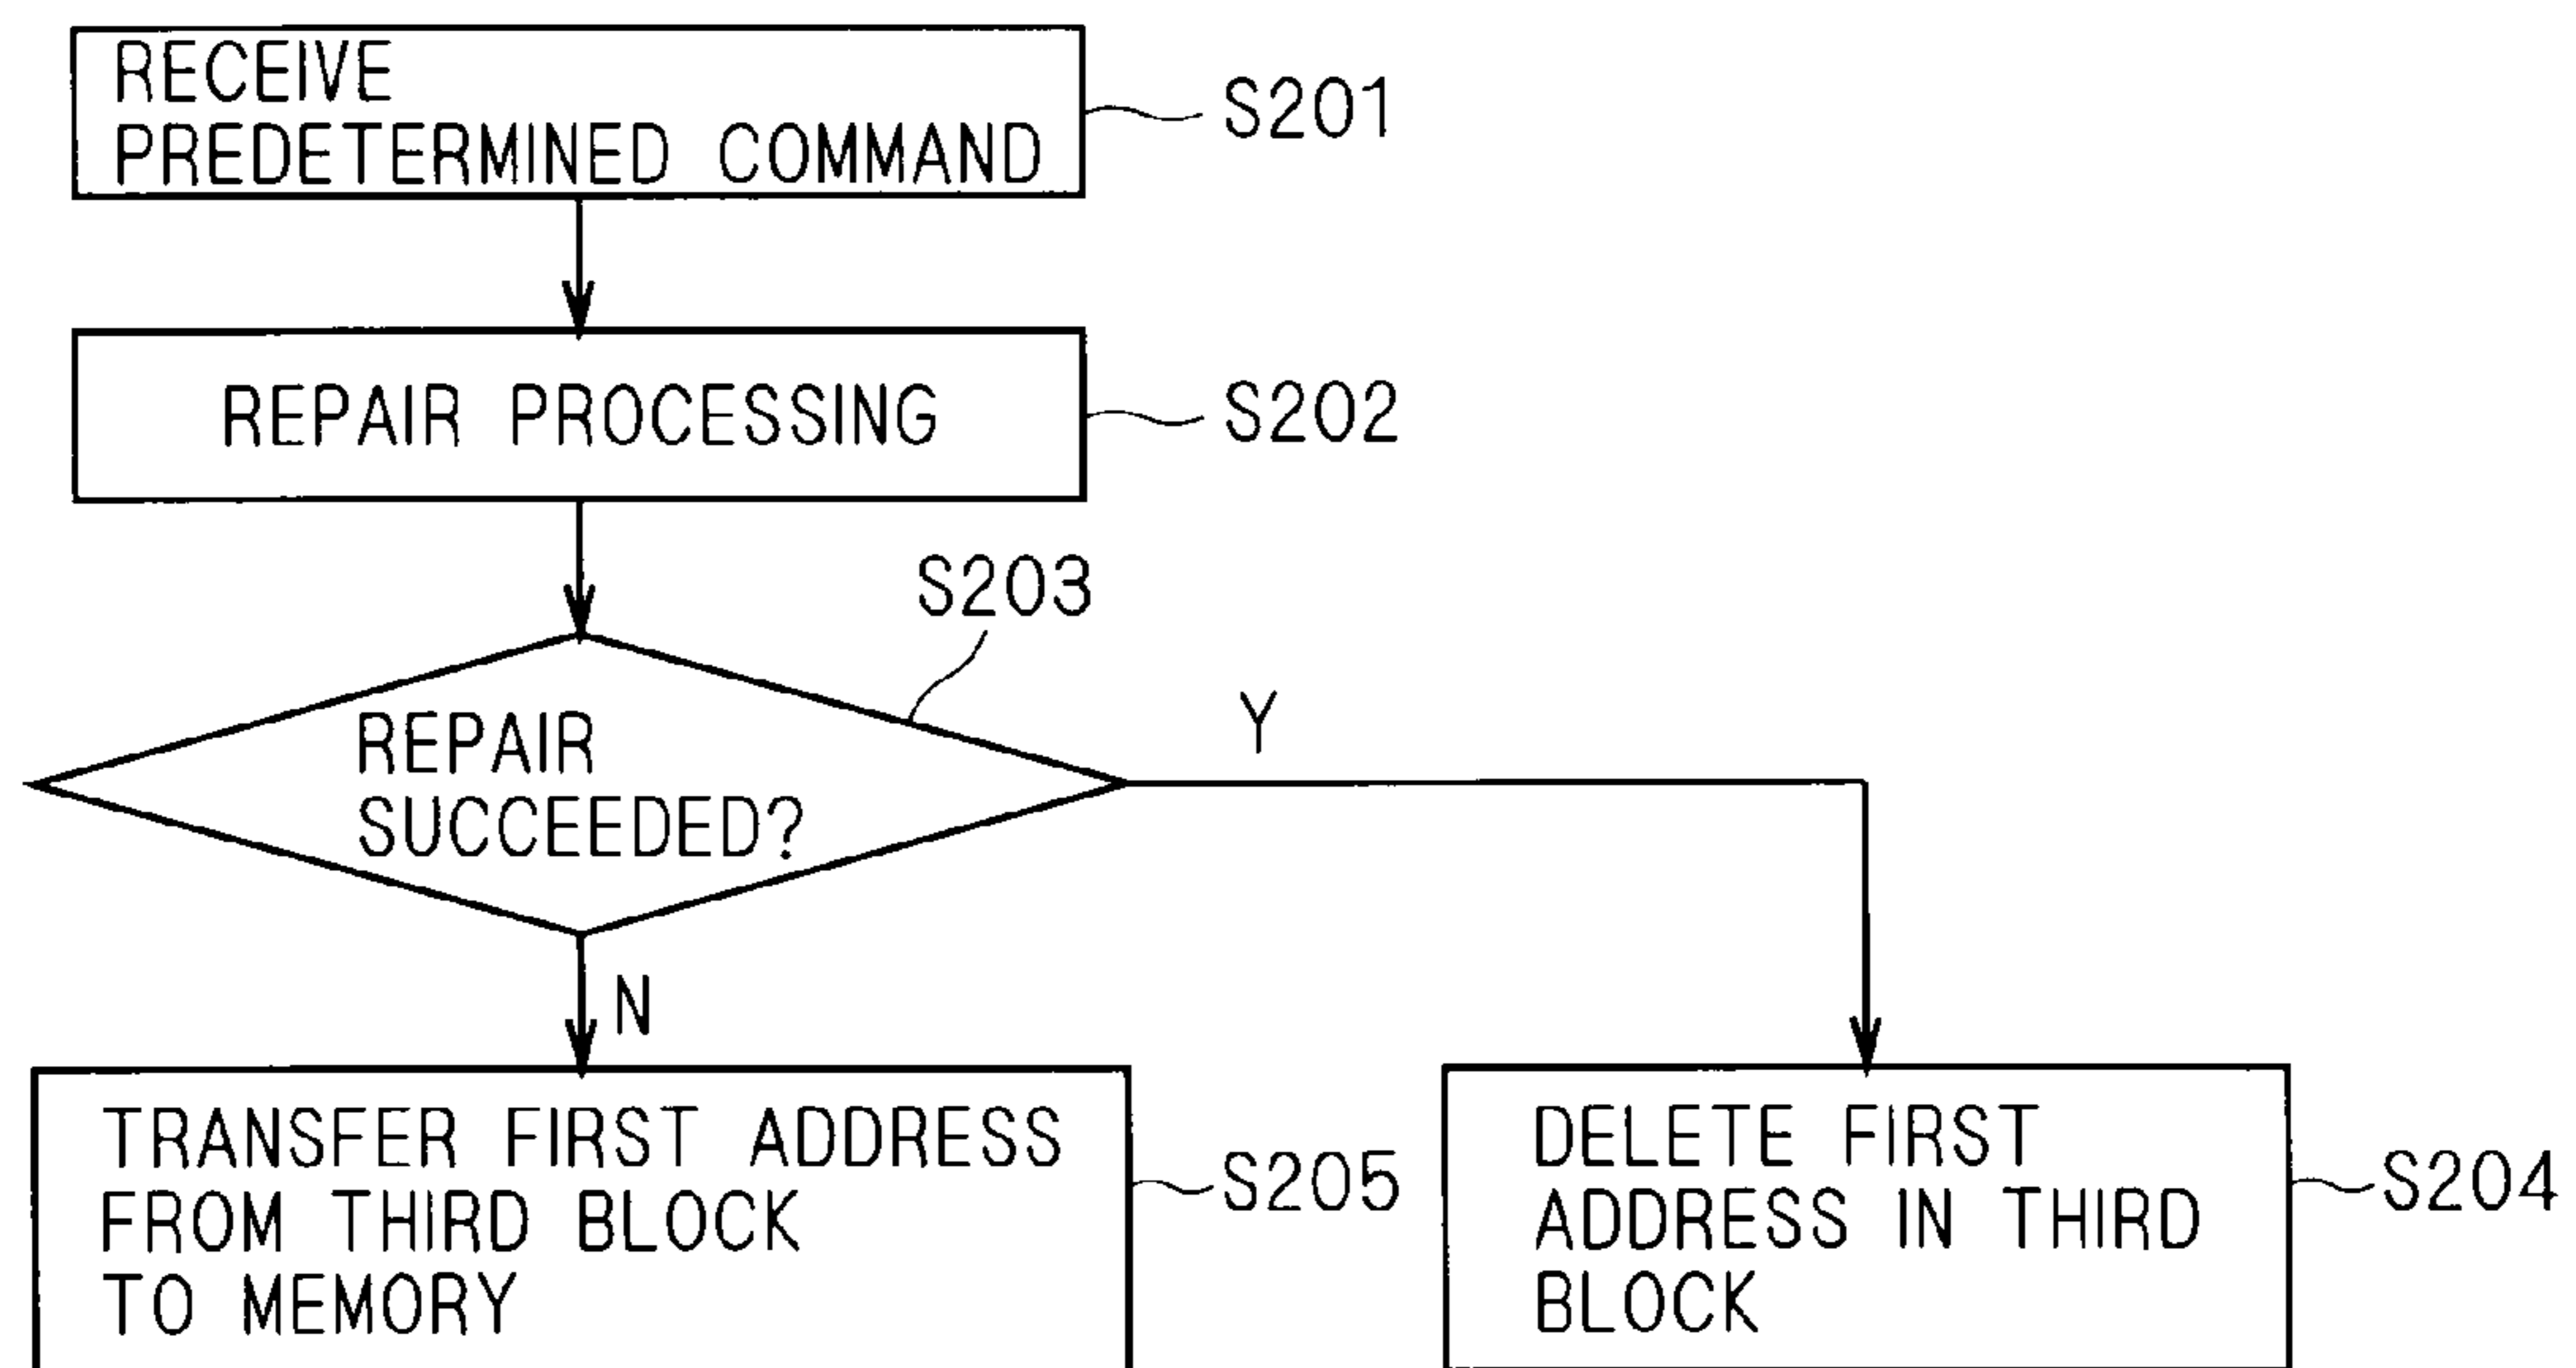 RECEIVE
PREDETERMINED COMMAND
S201
REPAIR PROCESSING
S202
S203
REPAIR
SUCCEEDED?
Y
N
TRANSFER FIRST ADDRESS
FROM THIRD BLOCK
TO MEMORY
S205
DELETE FIRST
ADDRESS IN THIRD
BLOCK
S204